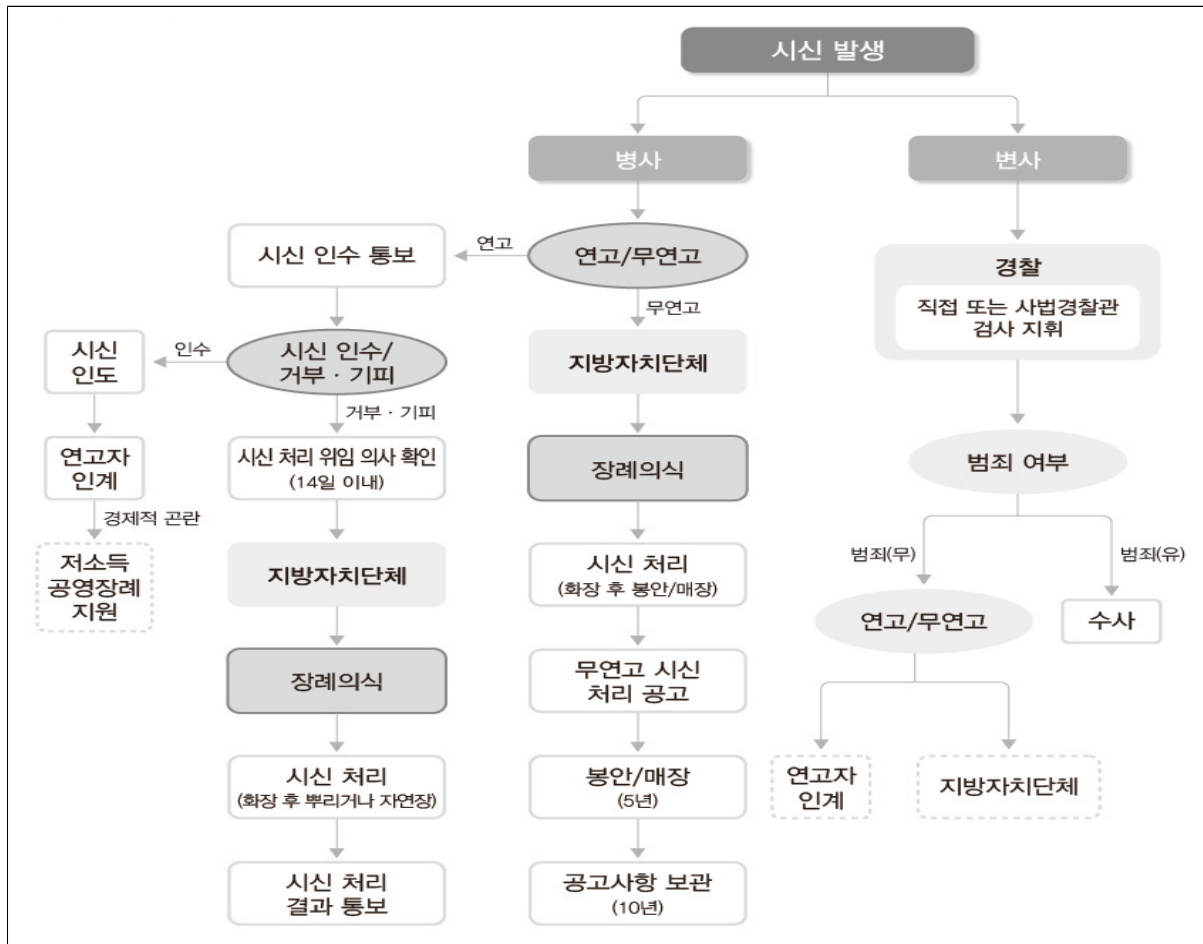 시신 발생
병사
변사
연고
시신 인수 통보
연고/무연고
무연고
경찰
직접 또는 사법경찰관
검사 지휘
시신
인도
인수
시신 인수/
거부 · 기피
거부 · 기피
지방자치단체
연고자
인계
경제적 곤란
시신 처리 위임 의사 확인
(14일 이내)
장례의식
범죄 여부
저소득
공영장례
지원
지방자치단체
시신 처리
(화장 후 봉안/매장)
범죄(무)
범죄(유)
연고/무연고
수사
장례의식
무연고 시신
처리 공고
시신 처리
(화장 후 뿌리거나 자연장)
봉안/매장
(5년)
연고자
인계
지방자치단체
시신 처리
결과 통보
공고사항 보관
(10년)